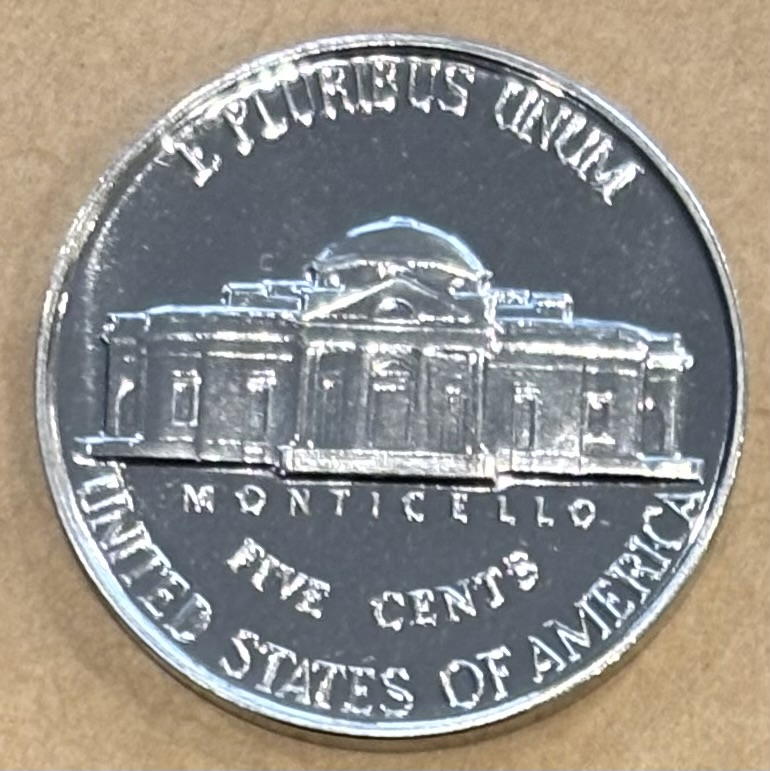 E PLURIBUS UNUM
MONTICELLO
FIVE CENTS
UNITED STATES OF AMERICA